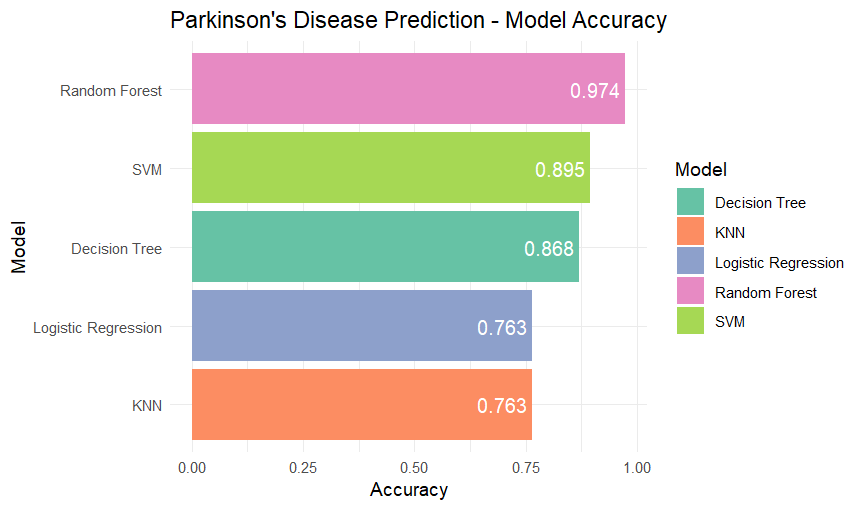 Parkinson's Disease Prediction - Model Accuracy
Model
Random Forest
0.974
SVM
0.895
Decision Tree
0.868
Logistic Regression
0.763
KNN
0.763
0.00
0.25
0.50
0.75
1.00
Accuracy
Model
Decision Tree
KNN
Logistic Regression
Random Forest
SVM